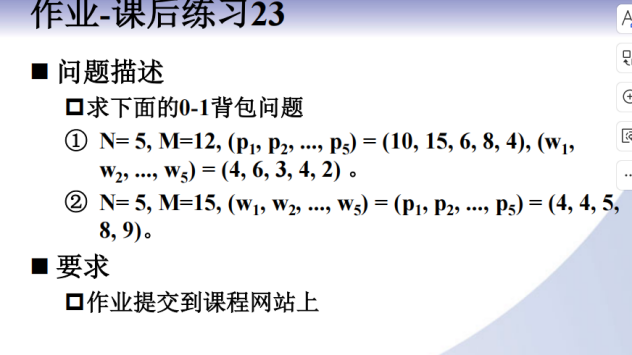 作业-课后练习23
■ 问题描述
求下面的0-1背包问题
① N= 5, M=12, (p₁, p₂, ..., p₅) = (10, 15, 6, 8, 4), (w₁,
w₂, ..., w₅) = (4, 6, 3, 4, 2) 。
② N= 5, M=15, (w₁, w₂, ..., w₅) = (p₁, p₂, ..., p₅) = (4, 4, 5,
8, 9)。
■ 要求
作业提交到课程网站上